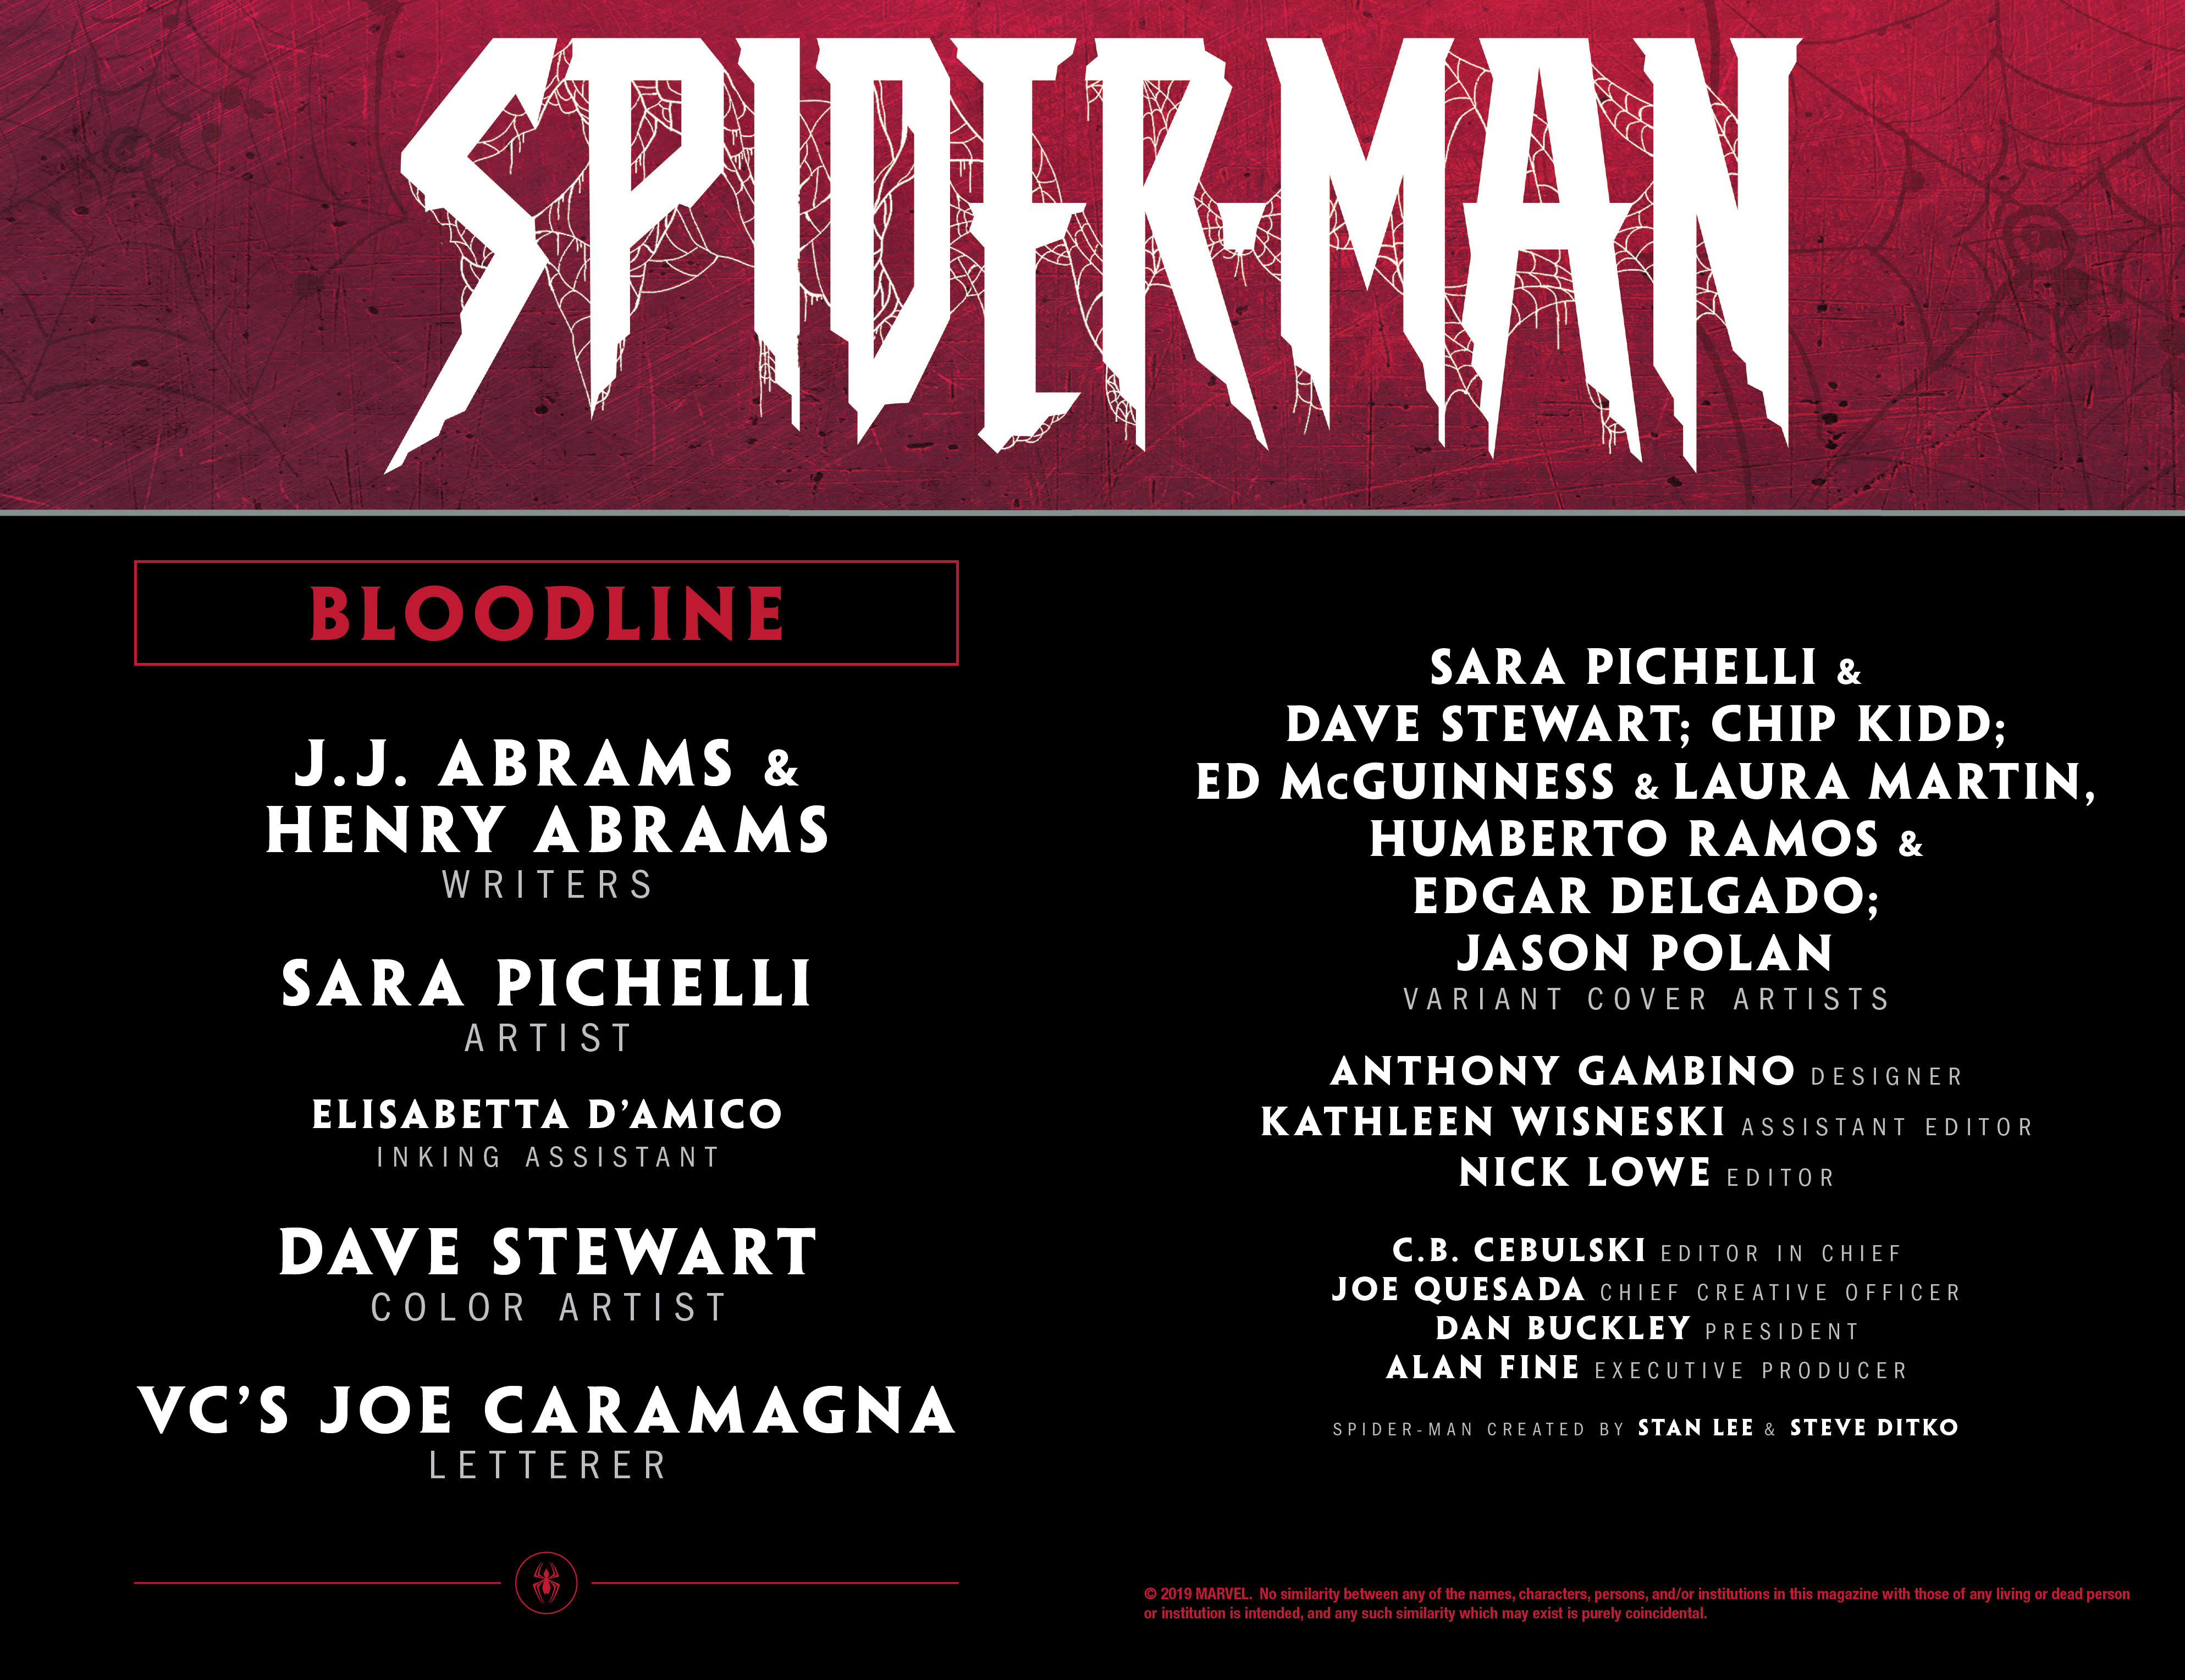 SPIDER-MAN
BLOODLINE
J.J. ABRAMS &
HENRY ABRAMS
WRITERS
SARA PICHELLI
ARTIST
ELISABETTA D’AMICO
INKING ASSISTANT
DAVE STEWART
COLOR ARTIST
VC’S JOE CARAMAGNA
LETTERER
SARA PICHELLI &
DAVE STEWART; CHIP KIDD;
ED McGUINNESS & LAURA MARTIN,
HUMBERTO RAMOS &
EDGAR DELGADO;
JASON POLAN
VARIANT COVER ARTISTS
ANTHONY GAMBINO DESIGNER
KATHLEEN WISNESKI ASSISTANT EDITOR
NICK LOWE EDITOR
C.B. CEBULSKI EDITOR IN CHIEF
JOE QUESADA CHIEF CREATIVE OFFICER
DAN BUCKLEY PRESIDENT
ALAN FINE EXECUTIVE PRODUCER
SPIDER-MAN CREATED BY STAN LEE & STEVE DITKO
© 2019 MARVEL. No similarity between any of the names, characters, persons, and/or institutions in this magazine with those of any living or dead person
or institution is intended, and any such similarity which may exist is purely coincidental.